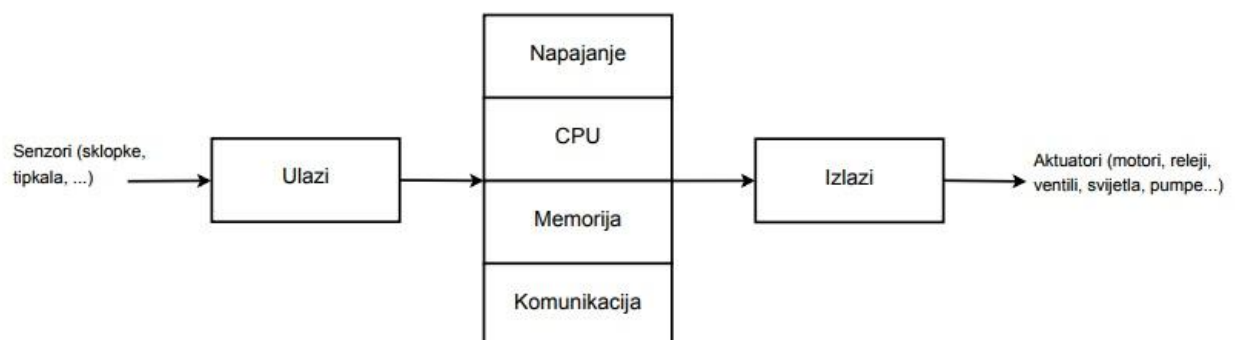 Senzori (sklopke,
tipkala, ...)
Ulazi
Napajanje
CPU
Memorija
Komunikacija
Izlazi
Aktuatori (motori, releji,
ventili, svijetla, pumpe...)